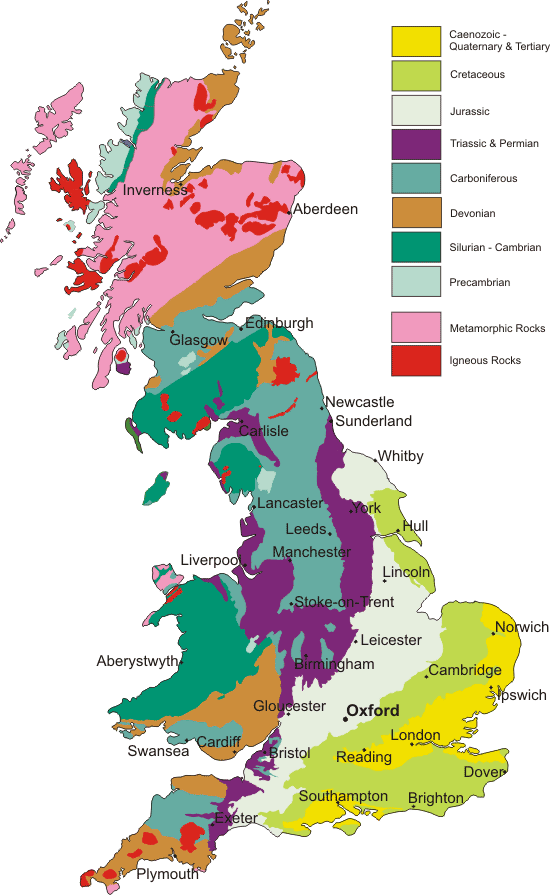 Caenozoic -
Quaternary & Tertiary
Cretaceous
Jurassic
Triassic & Permian
Carboniferous
Devonian
Silurian - Cambrian
Precambrian
Metamorphic Rocks
Igneous Rocks
Inverness
Aberdeen
Edinburgh
Glasgow
Newcastle
Sunderland
Carlisle
Whitby
Lancaster
York
Leeds
Hull
Manchester
Liverpool
Lincoln
Stoke-on-Trent
Norwich
Leicester
Aberystwyth
Birmingham
Cambridge
Ipswich
Gloucester
Oxford
London
Swansea
Cardiff
Bristol
Reading
Dover
Southampton
Brighton
Exeter
Plymouth